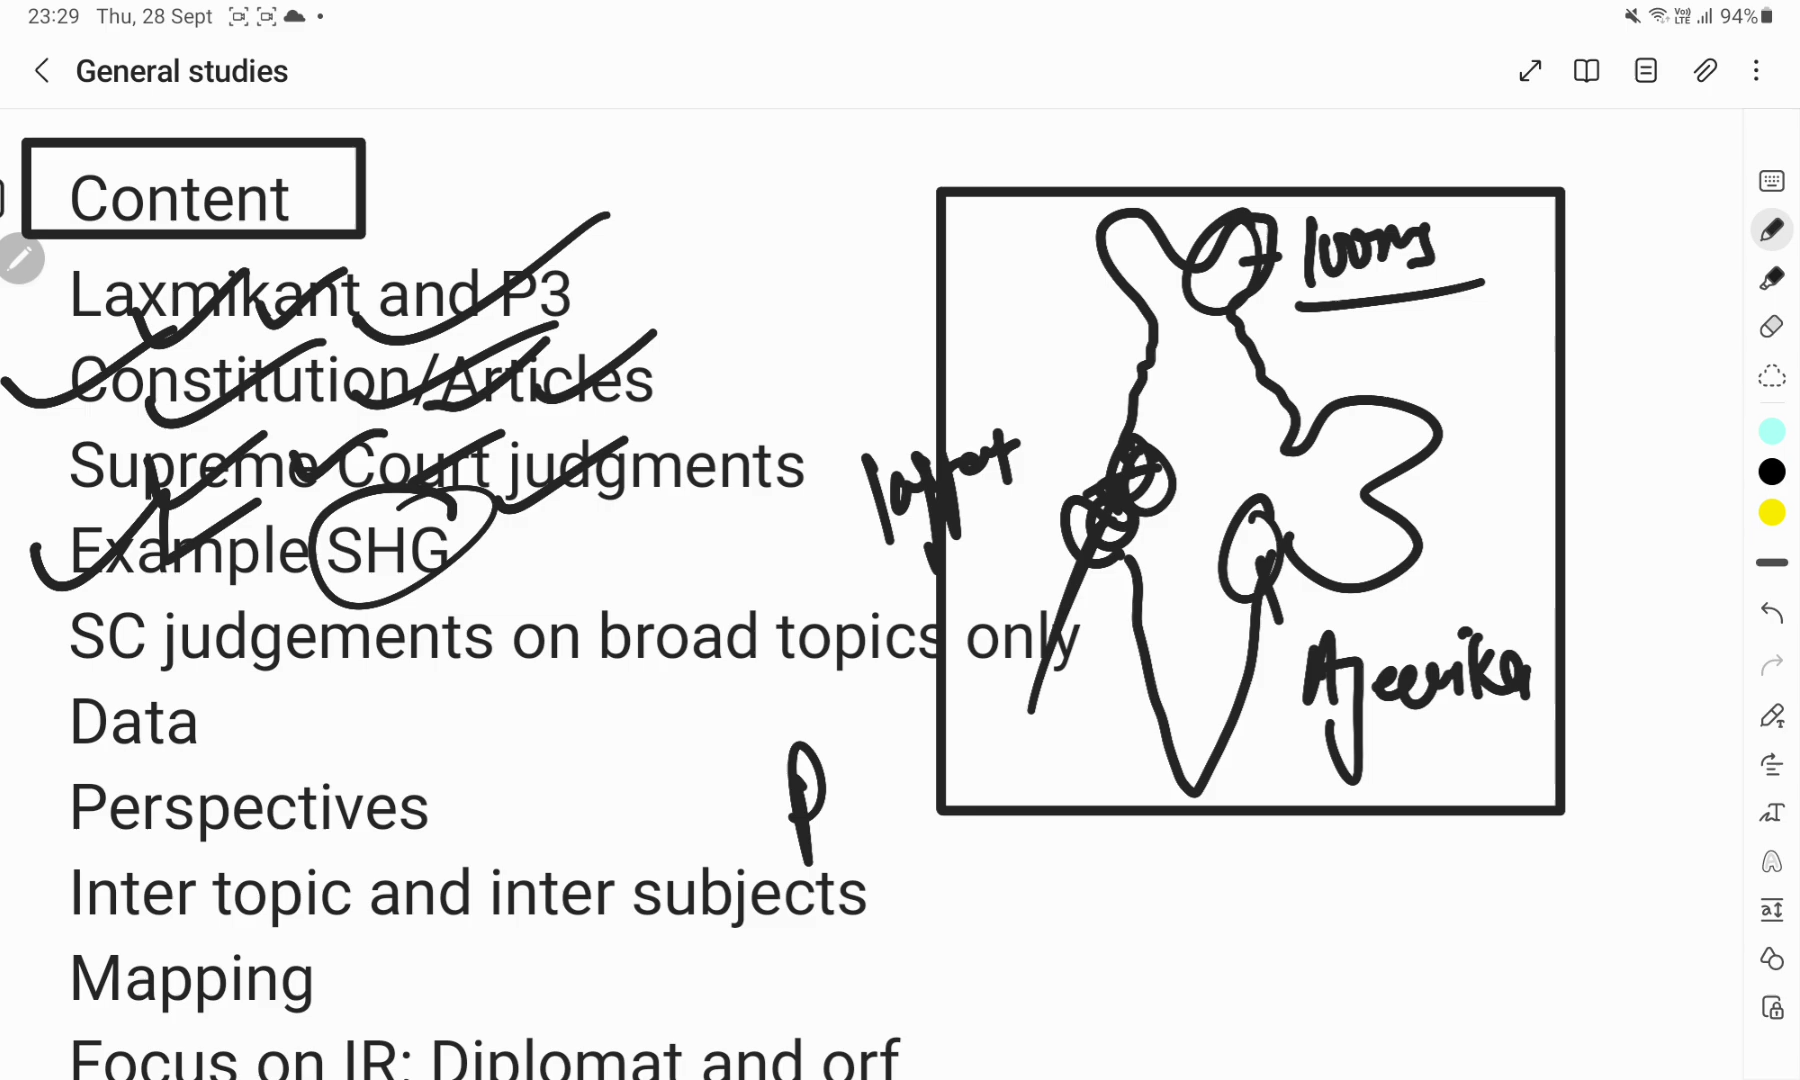 23:29 Thu, 28 Sept
94%
General studies
Content
Laxmikant and P3
Constitution/Articles
Supreme Court judgments
Example SHG
SC judgements on broad topics only
Data
Perspectives
Inter topic and inter subjects
Mapping
Focus on IR: Diplomat and orf
looms
Ajeevika
P